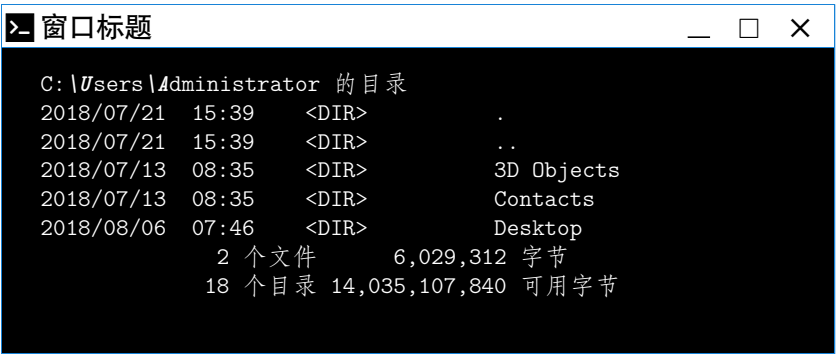 窗口标题
C:\Users\Administrator 的目录
2018/07/21  15:39    <DIR>          .
2018/07/21  15:39    <DIR>          ..
2018/07/13  08:35    <DIR>          3D Objects
2018/07/13  08:35    <DIR>          Contacts
2018/08/06  07:46    <DIR>          Desktop
2 个文件      6,029,312 字节
18 个目录 14,035,107,840 可用字节